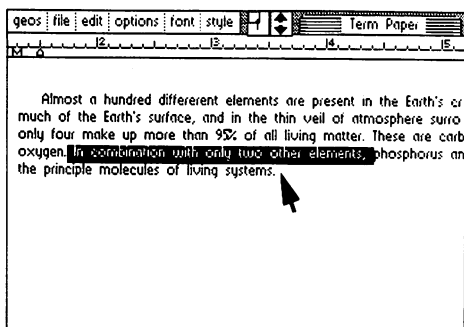 geos file edit options font style Term Paper
2 3 4 5
Almost a hundred differerent elements are present in the Earth's cr
much of the Earth's surface, and in the thin veil of atmosphere surro
only four make up more than 95% of all living matter. These are carb
oxygen. In combination with only two other elements, phosphorus an
the principle molecules of living systems.